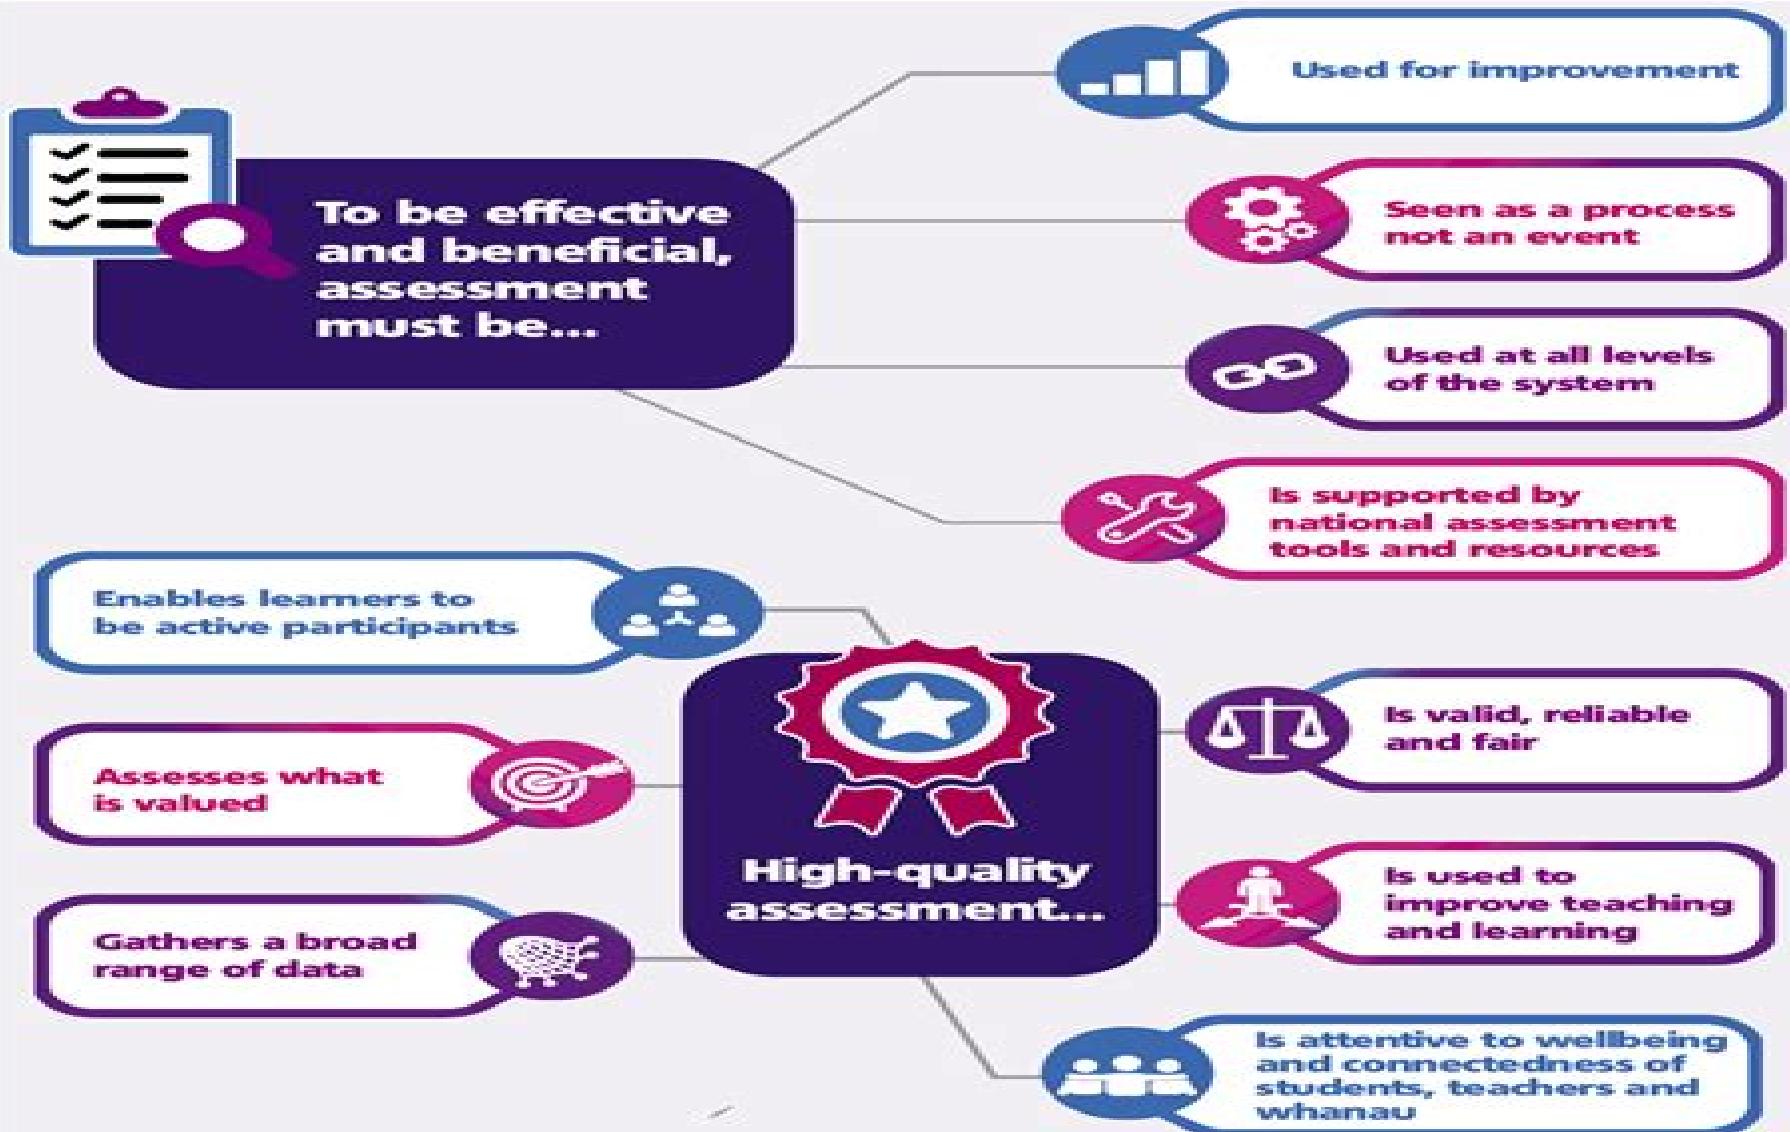 To be effective
and beneficial,
assessment
must be...
Used for improvement
Seen as a process
not an event
Used at all levels
of the system
Is supported by
national assessment
tools and resources
High-quality
assessment...
Enables learners to
be active participants
Assesses what
is valued
Gathers a broad
range of data
Is valid, reliable
and fair
Is used to
improve teaching
and learning
Is attentive to wellbeing
and connectedness of
students, teachers and
whanau